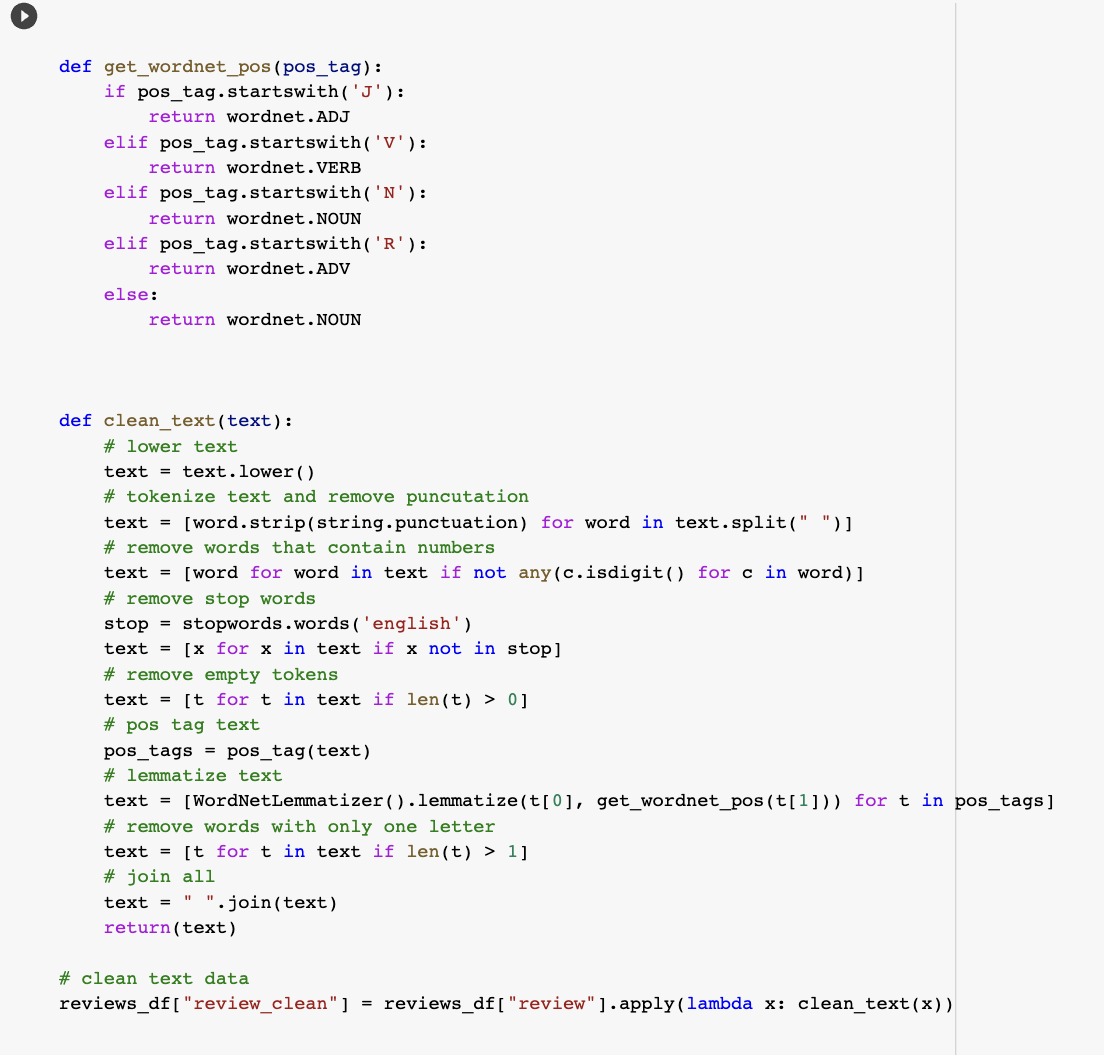 def get_wordnet_pos(pos_tag):
    if pos_tag.startswith('J'):
        return wordnet.ADJ
    elif pos_tag.startswith('V'):
        return wordnet.VERB
    elif pos_tag.startswith('N'):
        return wordnet.NOUN
    elif pos_tag.startswith('R'):
        return wordnet.ADV
    else:
        return wordnet.NOUN
def clean_text(text):
    # lower text
    text = text.lower()
    # tokenize text and remove puncutation
    text = [word.strip(string.punctuation) for word in text.split(" ")]
    # remove words that contain numbers
    text = [word for word in text if not any(c.isdigit() for c in word)]
    # remove stop words
    stop = stopwords.words('english')
    text = [x for x in text if x not in stop]
    # remove empty tokens
    text = [t for t in text if len(t) > 0]
    # pos tag text
    pos_tags = pos_tag(text)
    # lemmatize text
    text = [WordNetLemmatizer().lemmatize(t[0], get_wordnet_pos(t[1])) for t in pos_tags]
    # remove words with only one letter
    text = [t for t in text if len(t) > 1]
    # join all
    text = " ".join(text)
    return(text)
# clean text data
reviews_df["review_clean"] = reviews_df["review"].apply(lambda x: clean_text(x))